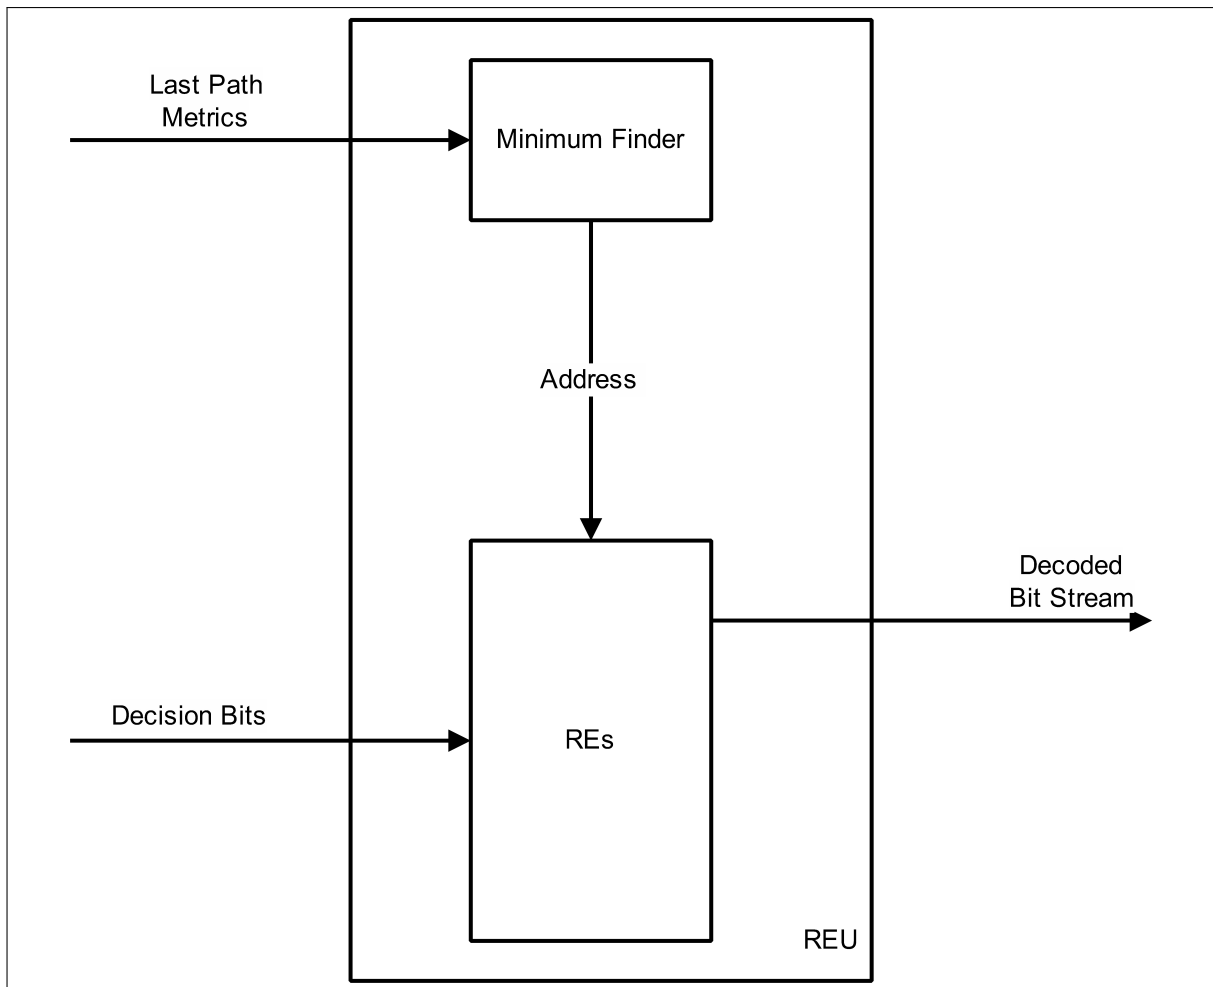 Last Path
Metrics
Minimum Finder
Address
Decoded
Bit Stream
Decision Bits
REs
REU